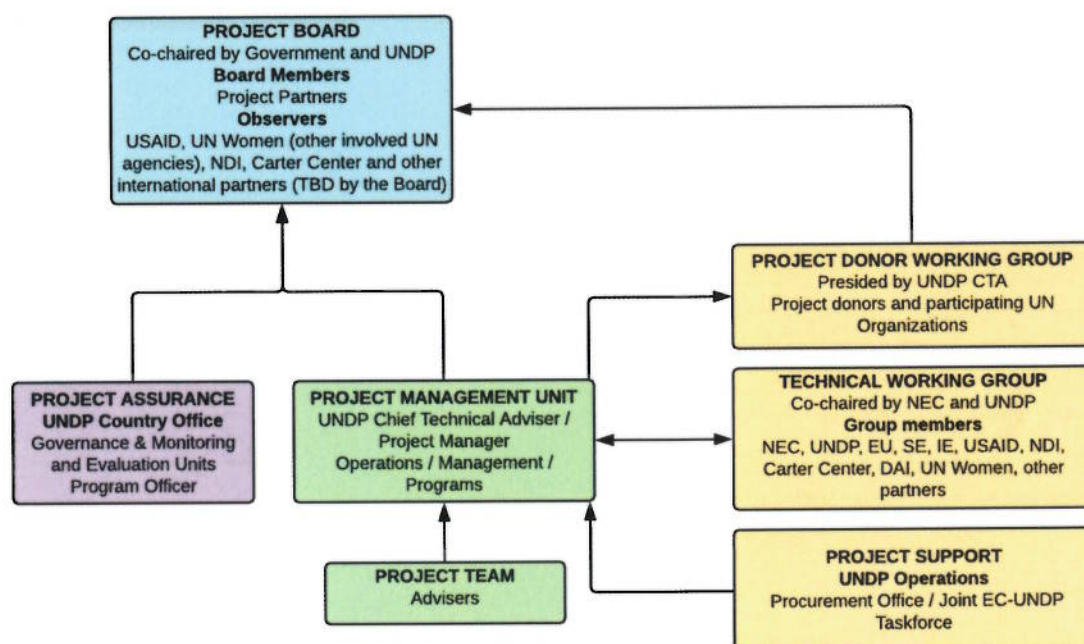 PROJECT BOARD
Co-chaired by Government and UNDP
Board Members
Project Partners
Observers
USAID, UN Women (other involved UN
agencies), NDI, Carter Center and other
international partners (TBD by the Board)
PROJECT DONOR WORKING GROUP
Presided by UNDP CTA
Project donors and participating UN
Organizations
PROJECT ASSURANCE
UNDP Country Office
Governance & Monitoring
and Evaluation Units
Program Officer
PROJECT MANAGEMENT UNIT
UNDP Chief Technical Adviser /
Project Manager
Operations / Management /
Programs
TECHNICAL WORKING GROUP
Co-chaired by NEC and UNDP
Group members
NEC, UNDP, EU, SE, IE, USAID, NDI,
Carter Center, DAI, UN Women, other
partners
PROJECT TEAM
Advisers
PROJECT SUPPORT
UNDP Operations
Procurement Office / Joint EC-UNDP
Taskforce